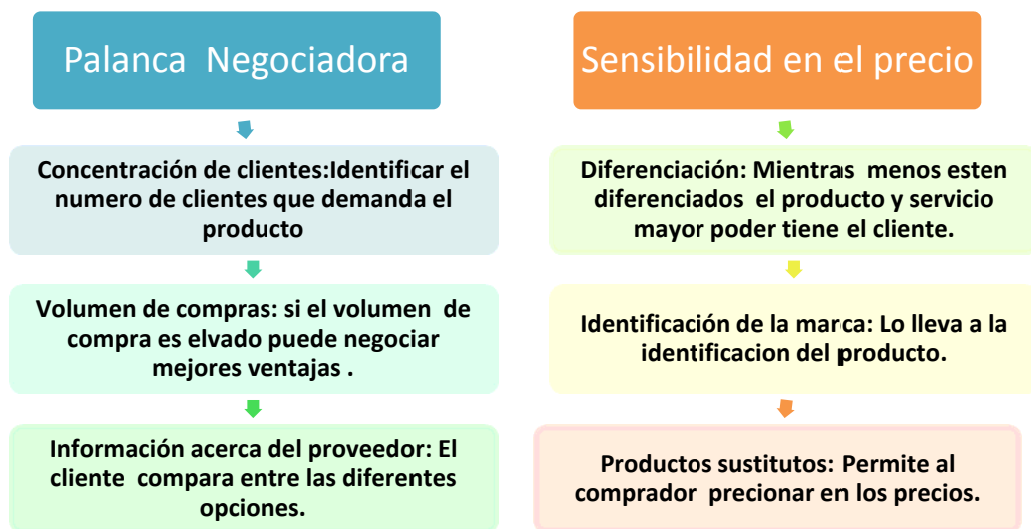 Palanca Negociadora
Concentración de clientes:Identificar el
numero de clientes que demanda el
producto
Volumen de compras: si el volumen de
compra es elvado puede negociar
mejores ventajas .
Información acerca del proveedor: El
cliente compara entre las diferentes
opciones.
Sensibilidad en el precio
Diferenciación: Mientras menos esten
diferenciados el producto y servicio
mayor poder tiene el cliente.
Identificación de la marca: Lo lleva a la
identificacion del producto.
Productos sustitutos: Permite al
comprador precionar en los precios.